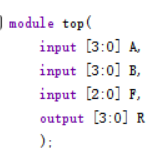 module top(
input [3:0] A,
input [3:0] B,
input [2:0] F,
output [3:0] R
);